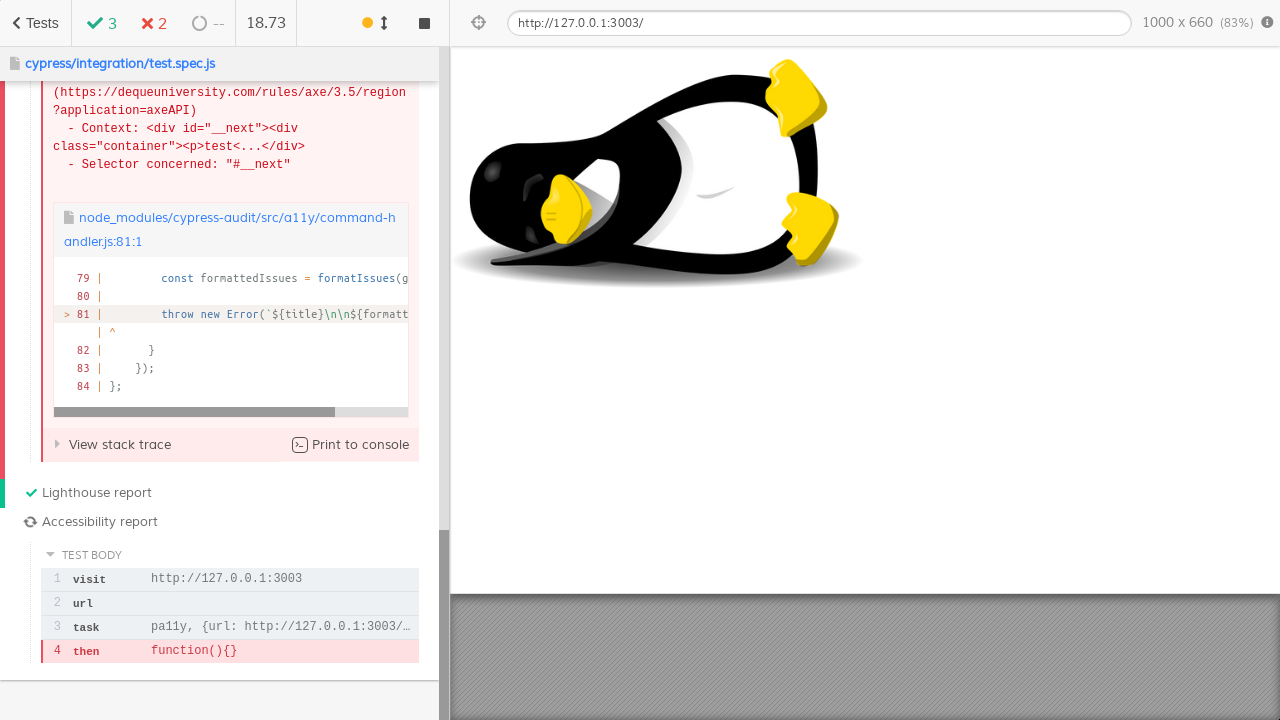 Tests
3
2
--
18.73
http://127.0.0.1:3003/
1000 x 660 (83%)
cypress/integration/test.spec.js
(https://dequeuniversity.com/rules/axe/3.5/region
?application=axeAPI)
- Context: <div id="__next"><div
class="container"><p>test<...</div>
- Selector concerned: "#__next"
node_modules/cypress-audit/src/a11y/command-h
andler.js:81:1
79 | const formattedIssues = formatIssues(g
80 |
> 81 | throw new Error(`${title}\n\n${formatt
| ^
82 | }
83 | });
84 | };
View stack trace
Print to console
Lighthouse report
Accessibility report
TEST BODY
1 visit http://127.0.0.1:3003
2 url
3 task pa11y, {url: http://127.0.0.1:3003/…
4 then function(){}